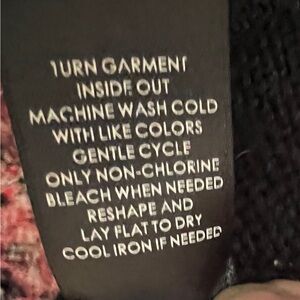 TURN GARMENT
INSIDE OUT
MACHINE WASH COLD
WITH LIKE COLORS
GENTLE CYCLE
ONLY NON-CHLORINE
BLEACH WHEN NEEDED
RESHAPE AND
LAY FLAT TO DRY
COOL IRON IF NEEDED